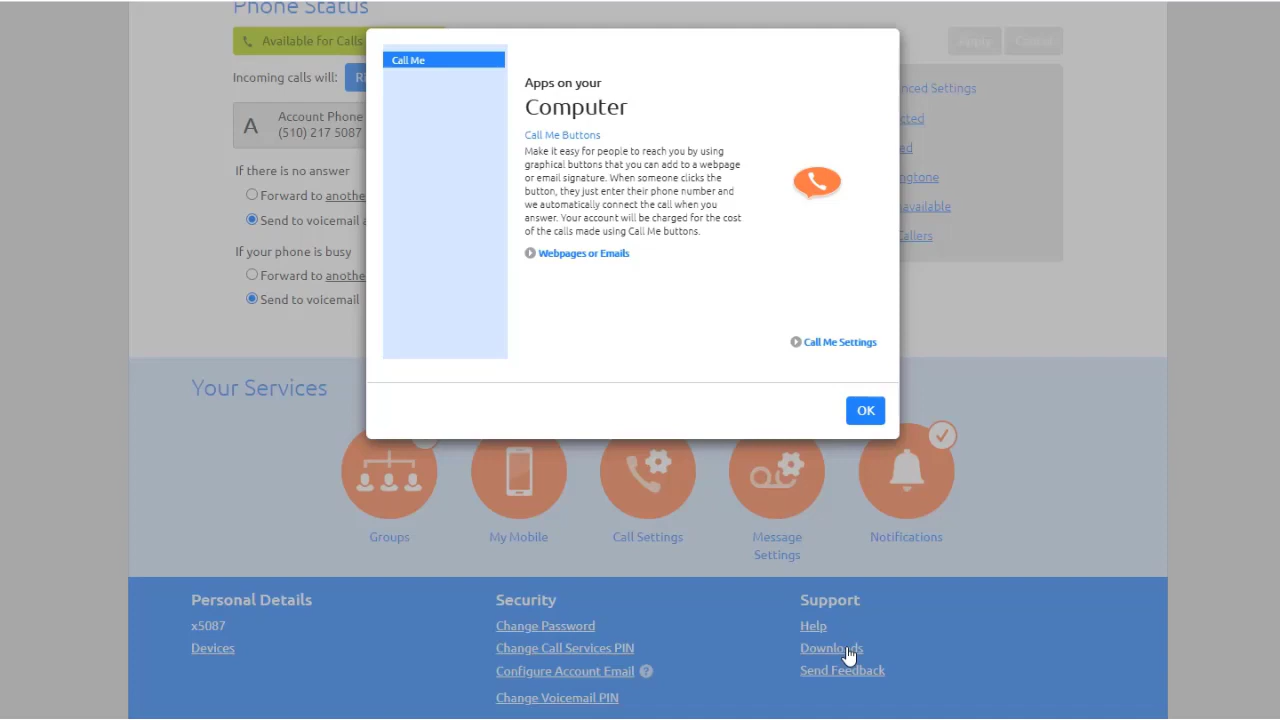 Phone Status
Available for Calls
Apply Cancel
Call Me
Incoming calls will:
Apps on your
Computer
Call Me Buttons
Make it easy for people to reach you by using
graphical buttons that you can add to a webpage
or email signature. When someone clicks the
button, they just enter their phone number and
we automatically connect the call when you
answer. Your account will be charged for the cost
of the calls made using Call Me buttons.
Webpages or Emails
Call Me Settings
OK
A
Account Phone
(510) 217 5087
Settings
If there is no answer
Forward to
Send to voicemail
If your phone is busy
Forward to
Send to voicemail
Your Services
Groups
My Mobile
Call Settings
Message
Settings
Notifications
Personal Details
x5087
Devices
Security
Change Password
Change Call Services PIN
Configure Account Email ?
Change Voicemail PIN
Support
Help
Downloads
Send Feedback